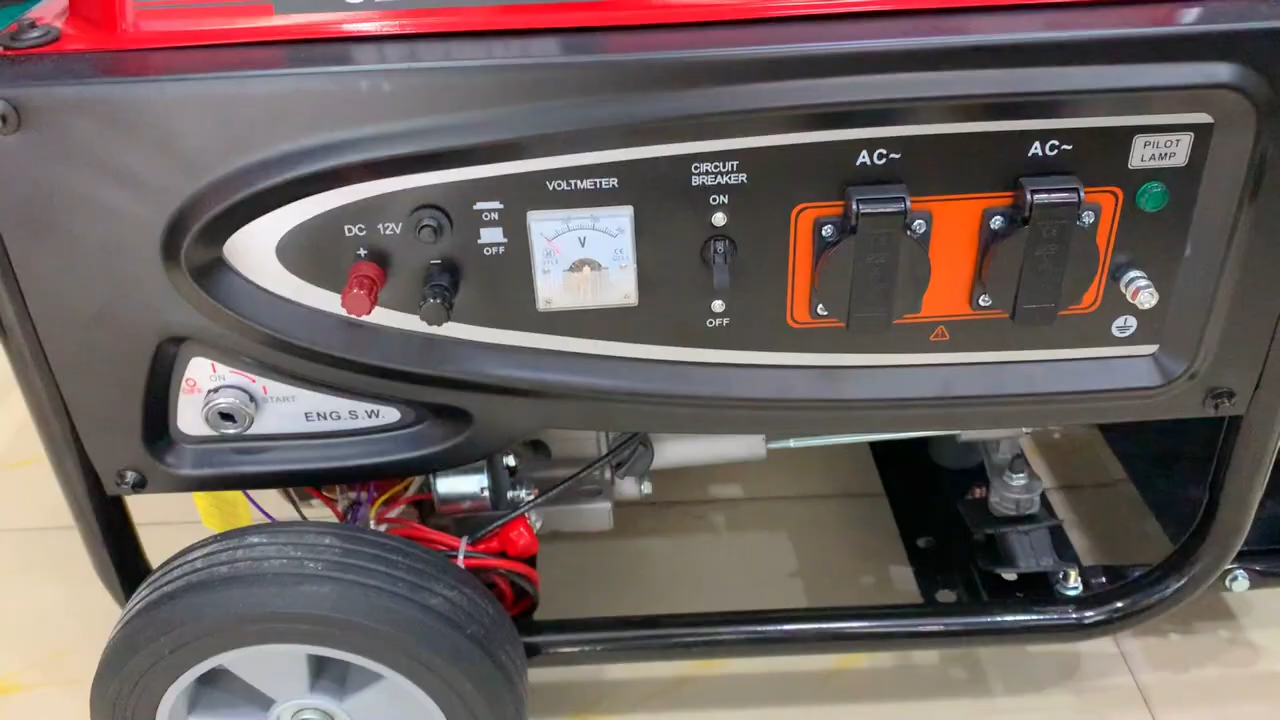 PILOT
LAMP
AC~
AC~
CIRCUIT
BREAKER
VOLTMETER
ON
ON
DC 12V
V
OFF
+
−
OFF
ON
START
OFF
ENG.S.W.